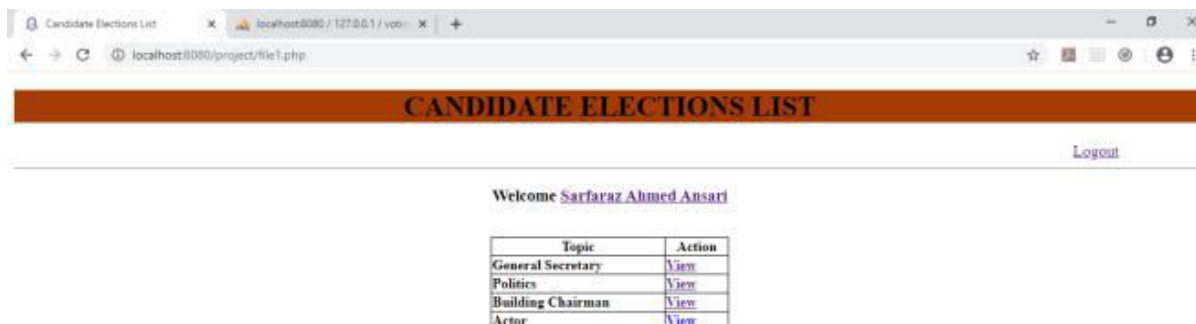 Candidate Elections List localhost:8080 / 127.0.0.1 /
localhost:8080/project/file1.php
CANDIDATE ELECTIONS LIST
Logout
Welcome Sarfaraz Ahmed Ansari
Topic Action
General Secretary View
Politics View
Building Chairman View
Actor View